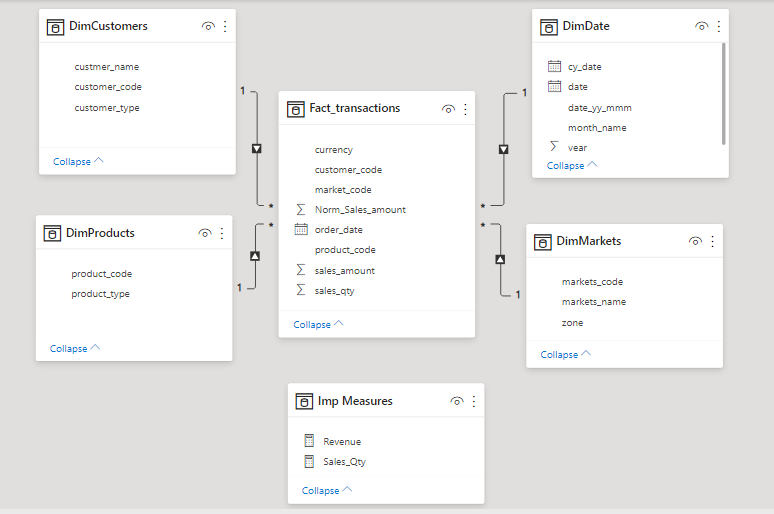 DimCustomers
custmer_name
customer_code
customer_type
Collapse
1
*
DimProducts
product_code
product_type
Collapse
1
*
Fact_transactions
currency
customer_code
market_code
Norm_Sales_amount
order_date
product_code
sales_amount
sales_qty
Collapse
DimDate
cy_date
date
date_yy_mmm
month_name
year
Collapse
1
*
DimMarkets
markets_code
markets_name
zone
Collapse
1
*
Imp Measures
Revenue
Sales_Qty
Collapse